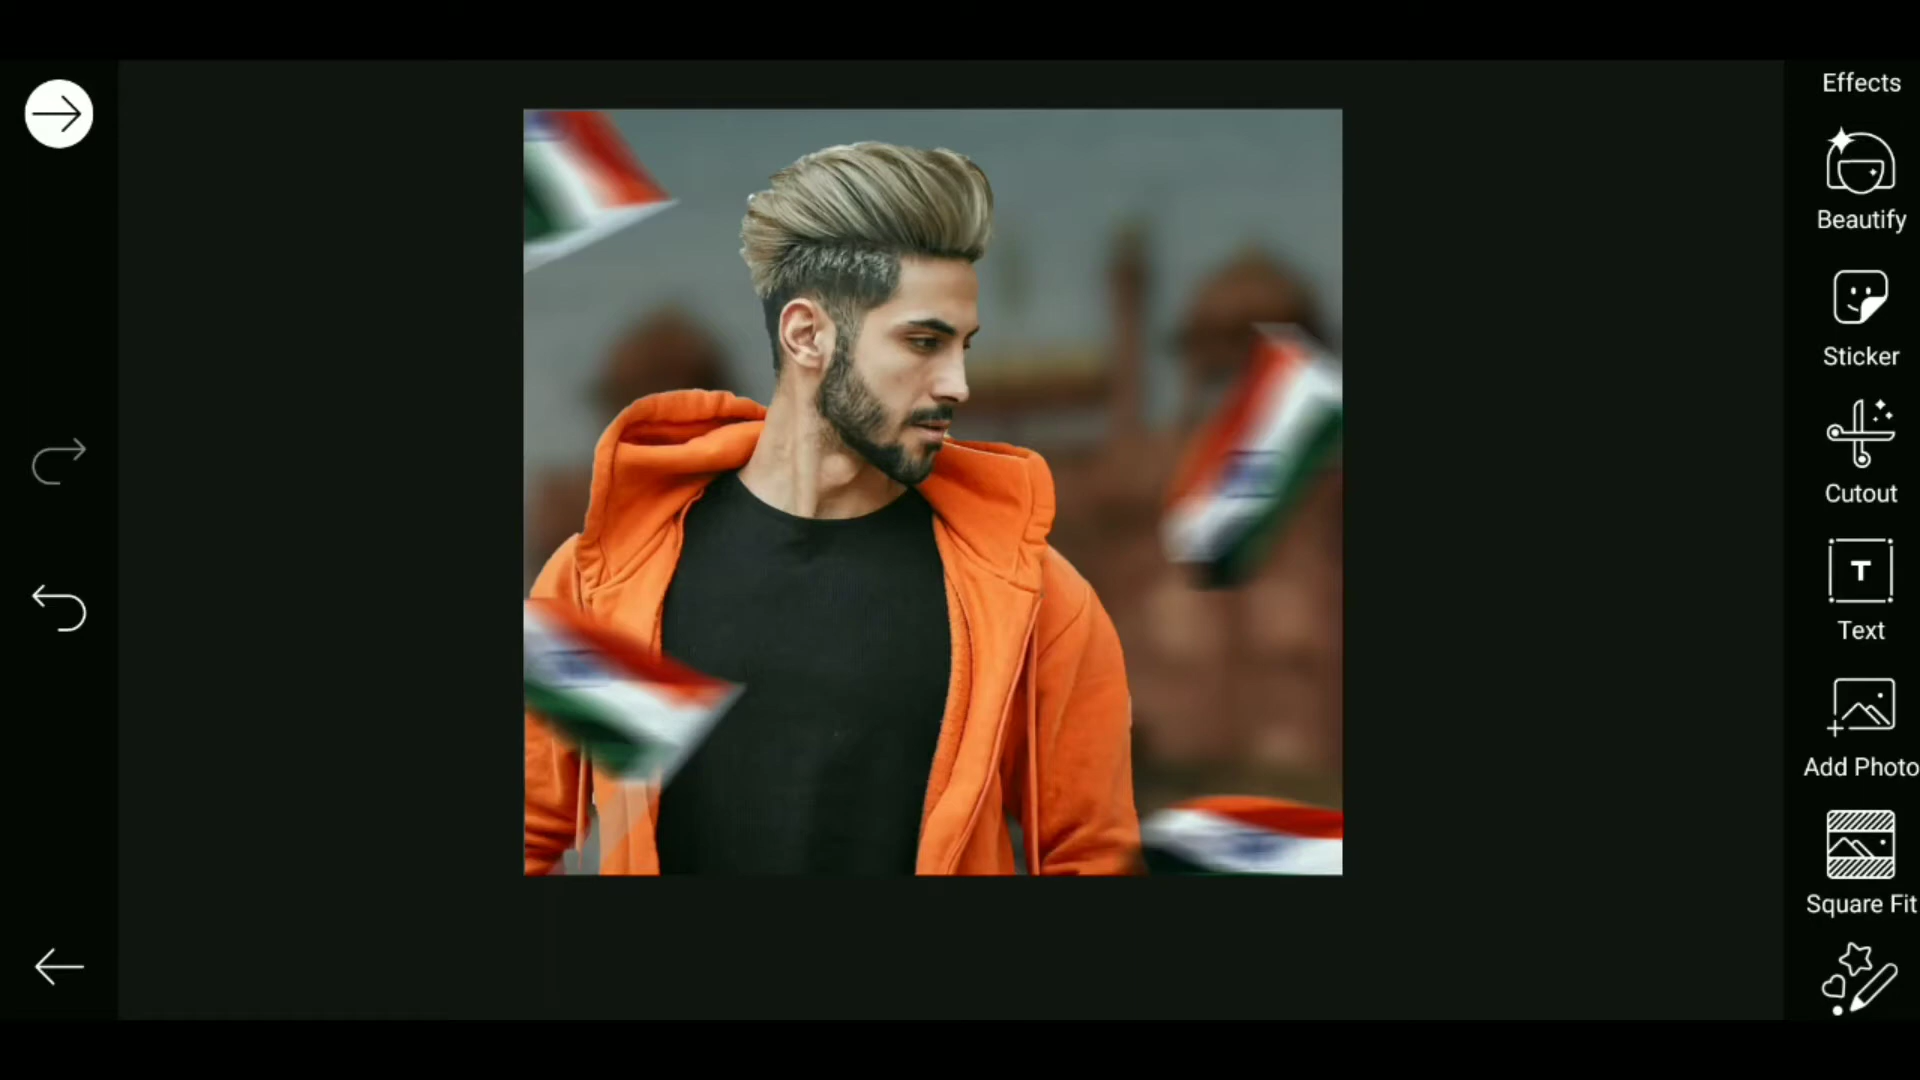 Effects
Beautify
Sticker
Cutout
T
Text
Add Photo
Square Fit